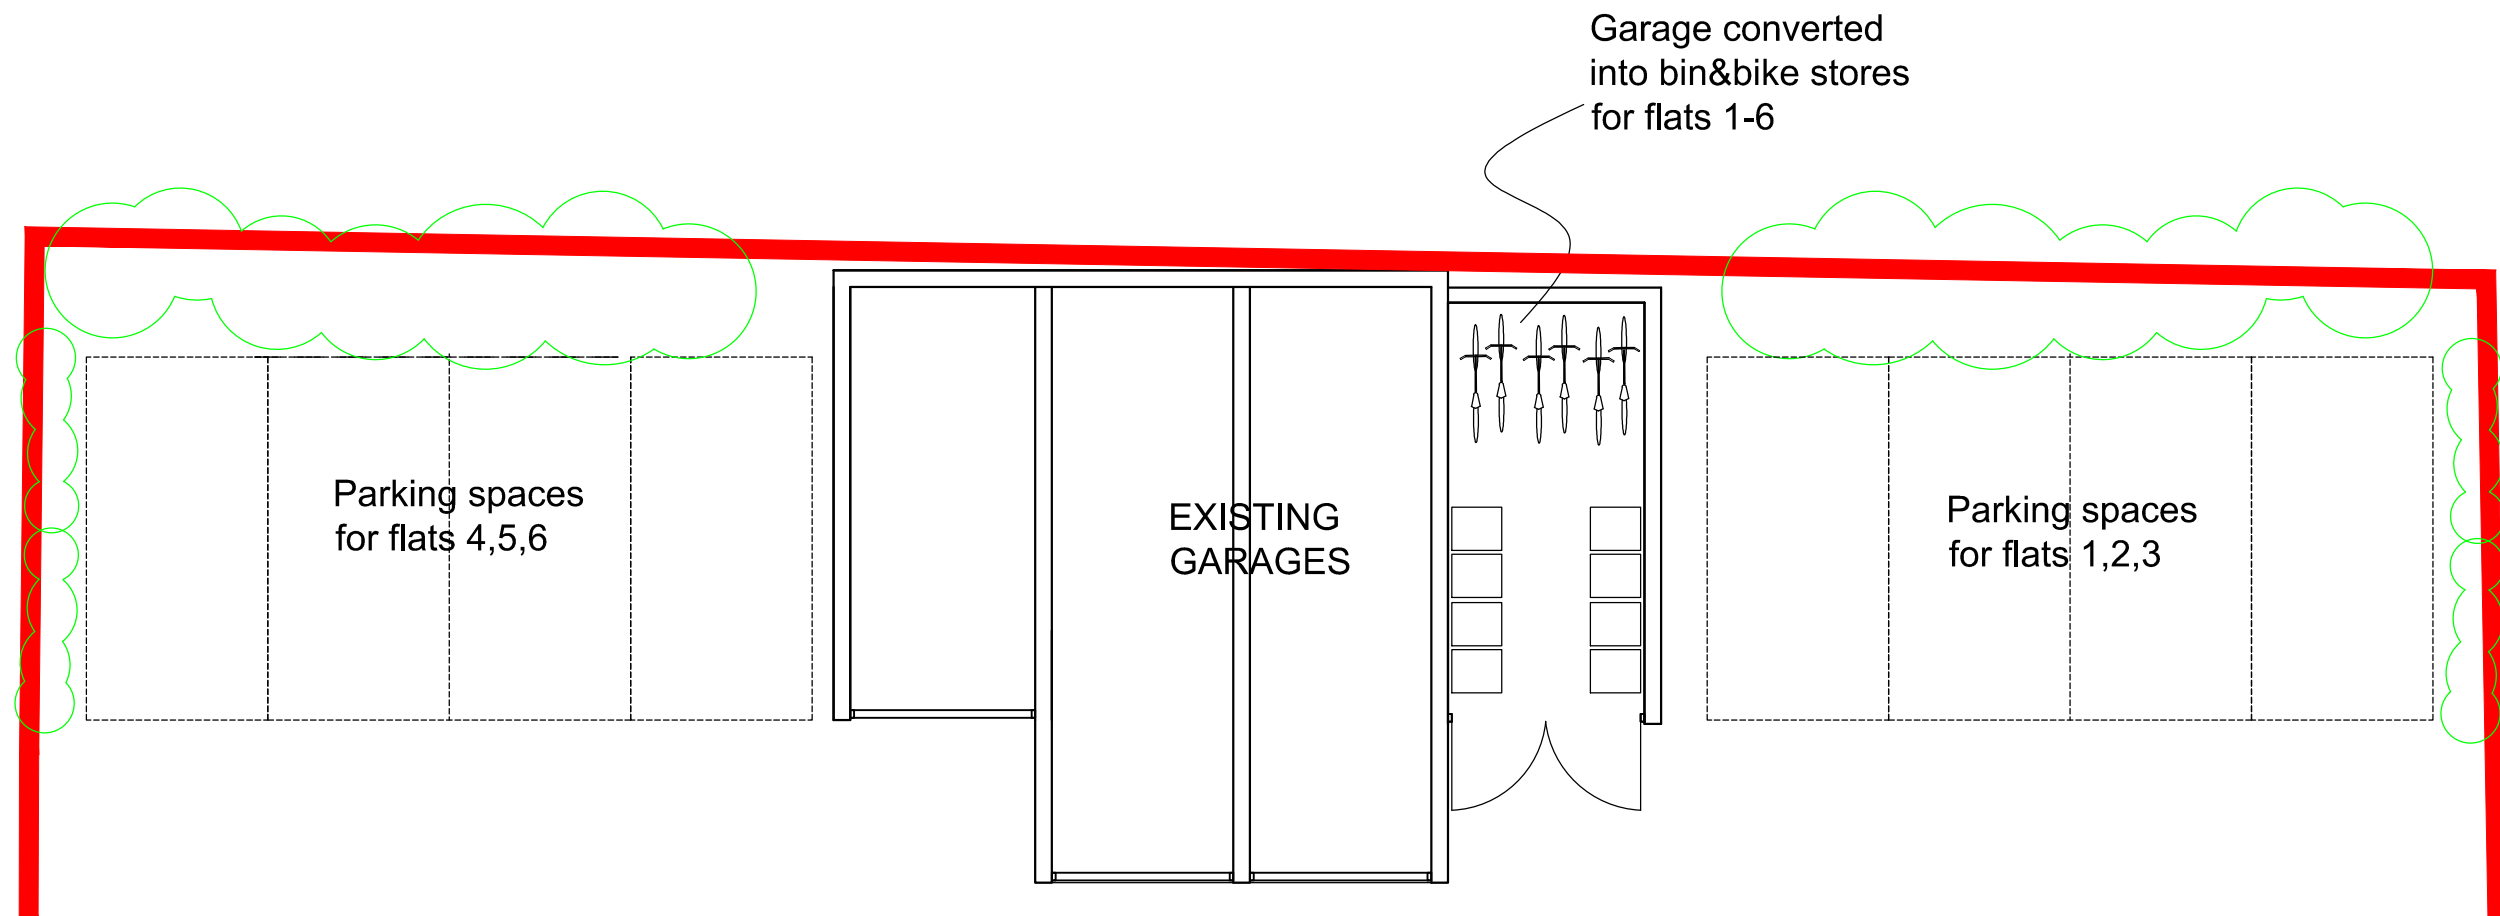 Garage converted
into bin&bike stores
for flats 1-6
Parking spaces
for flats 4,5,6
EXISTING
GARAGES
Parking spaces
for flats 1,2,3